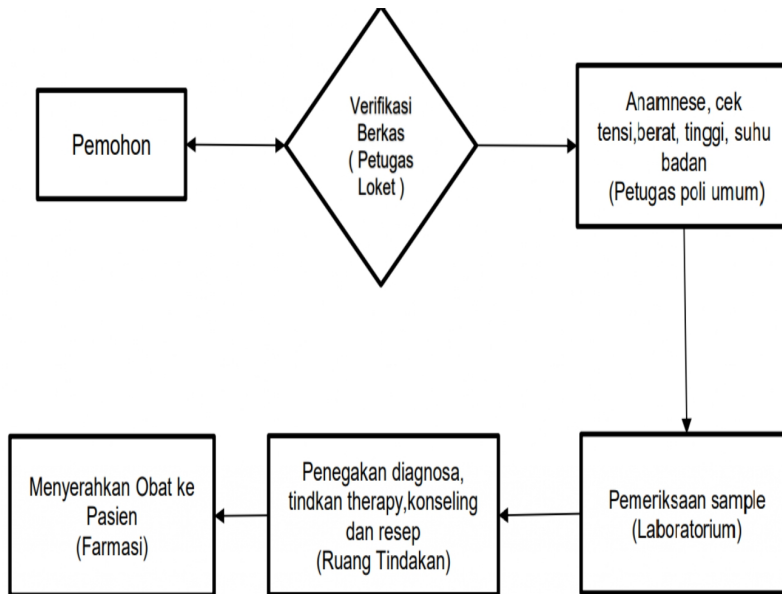 Pemohon
Verifikasi
Berkas
( Petugas
Loket )
Anamnese, cek
tensi,berat, tinggi, suhu
badan
(Petugas poli umum)
Pemeriksaan sample
(Laboratorium)
Penegakan diagnosa,
tindkan therapy,konseling
dan resep
(Ruang Tindakan)
Menyerahkan Obat ke
Pasien
(Farmasi)